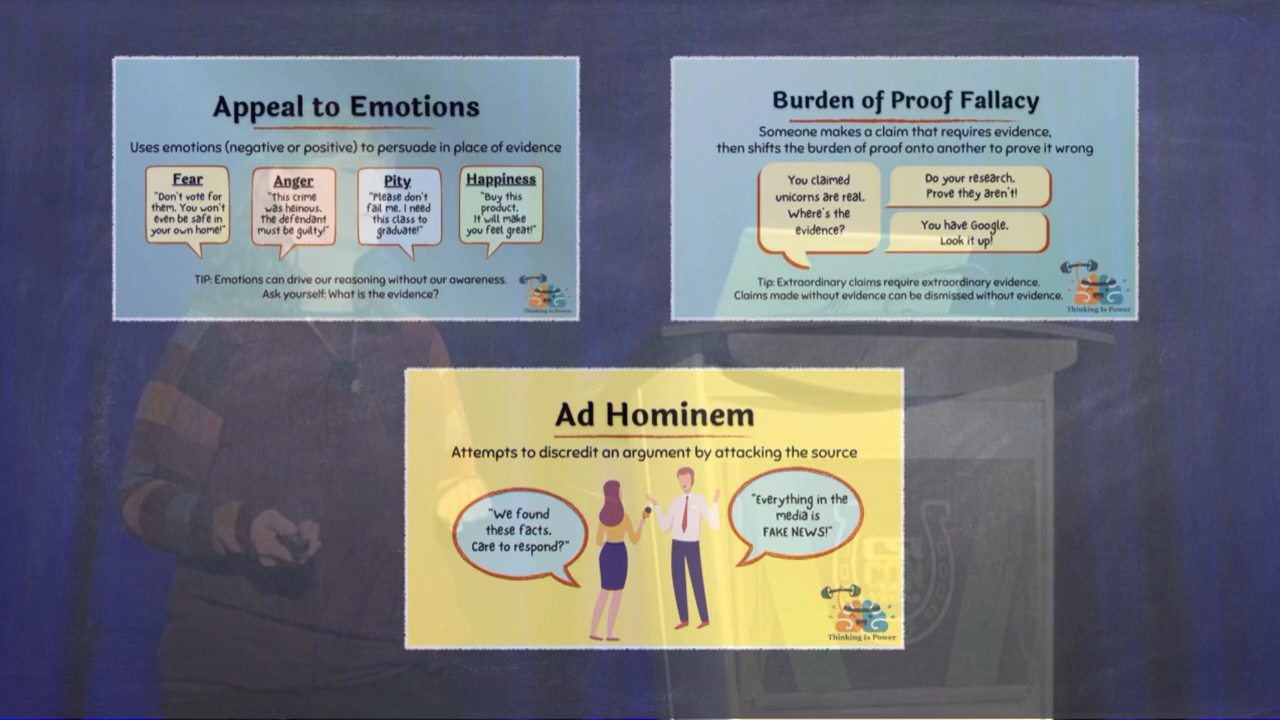 Appeal to Emotions
Uses emotions (negative or positive) to persuade in place of evidence
Fear
"Don't vote for
them. You won't
even be safe in
your own home!"
Anger
"This crime
was heinous.
The defendant
must be guilty!"
Pity
"Please don't
fail me. I need
this class to
graduate!"
Happiness
"Buy this
product.
It will make
you feel great!"
TIP: Emotions can drive our reasoning without our awareness.
Ask yourself: What is the evidence?
Thinking Is Power
Burden of Proof Fallacy
Someone makes a claim that requires evidence,
then shifts the burden of proof onto another to prove it wrong
You claimed
unicorns are real.
Where's the
evidence?
Do your research.
Prove they aren't!
You have Google.
Look it up!
Tip: Extraordinary claims require extraordinary evidence.
Claims made without evidence can be dismissed without evidence.
Thinking Is Power
Ad Hominem
Attempts to discredit an argument by attacking the source
"We found
these facts.
Care to respond?"
"Everything in the
media is
FAKE NEWS!"
Thinking is Power